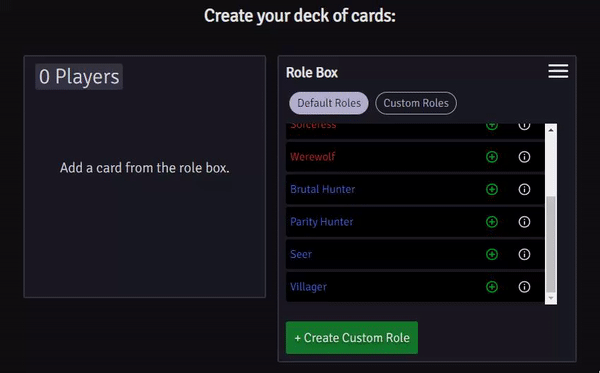 Create your deck of cards:
0 Players
Add a card from the role box.
Role Box
Default Roles
Custom Roles
Sorceress
Werewolf
Brutal Hunter
Parity Hunter
Seer
Villager
+ Create Custom Role